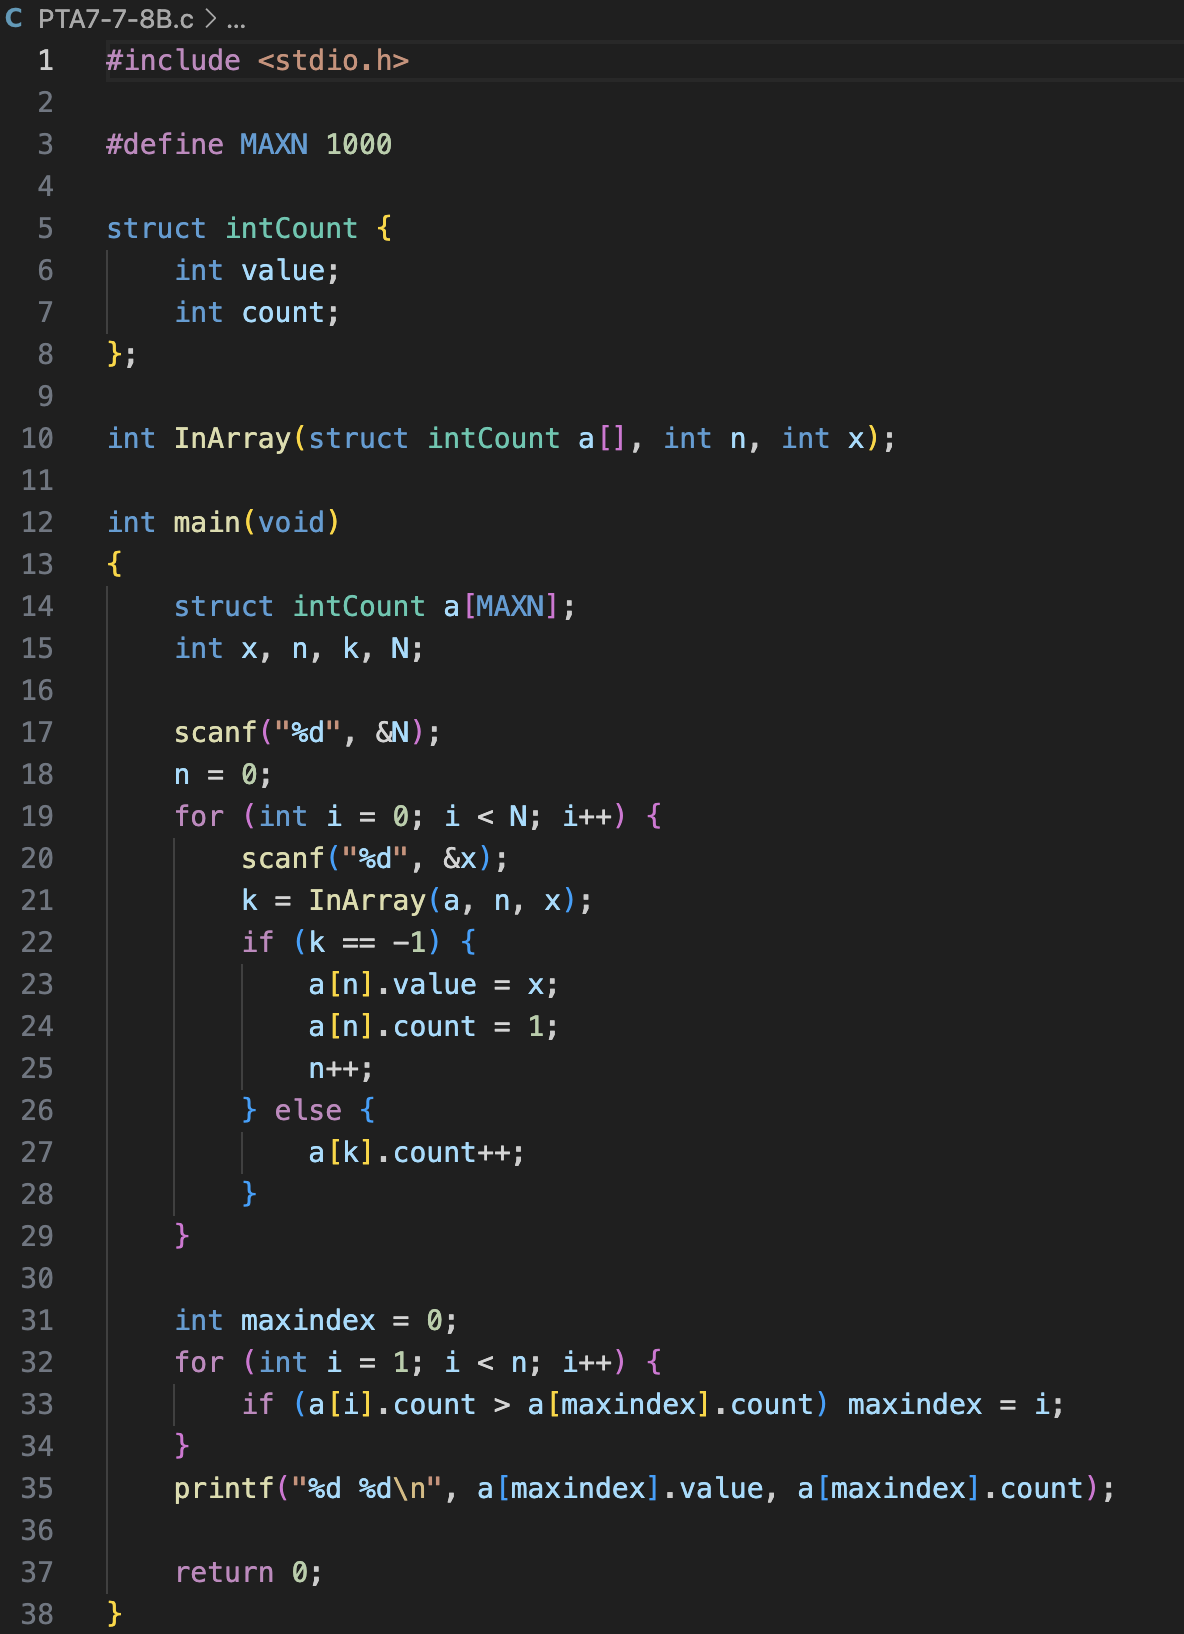 C PTA7-7-8B.c > ...
1 #include <stdio.h>
2
3 #define MAXN 1000
4
5 struct intCount {
6     int value;
7     int count;
8 };
9
10 int InArray(struct intCount a[], int n, int x);
11
12 int main(void)
13 {
14     struct intCount a[MAXN];
15     int x, n, k, N;
16
17     scanf("%d", &N);
18     n = 0;
19     for (int i = 0; i < N; i++) {
20         scanf("%d", &x);
21         k = InArray(a, n, x);
22         if (k == -1) {
23             a[n].value = x;
24             a[n].count = 1;
25             n++;
26         } else {
27             a[k].count++;
28         }
29     }
30
31     int maxindex = 0;
32     for (int i = 1; i < n; i++) {
33         if (a[i].count > a[maxindex].count) maxindex = i;
34     }
35     printf("%d %d\n", a[maxindex].value, a[maxindex].count);
36
37     return 0;
38 }